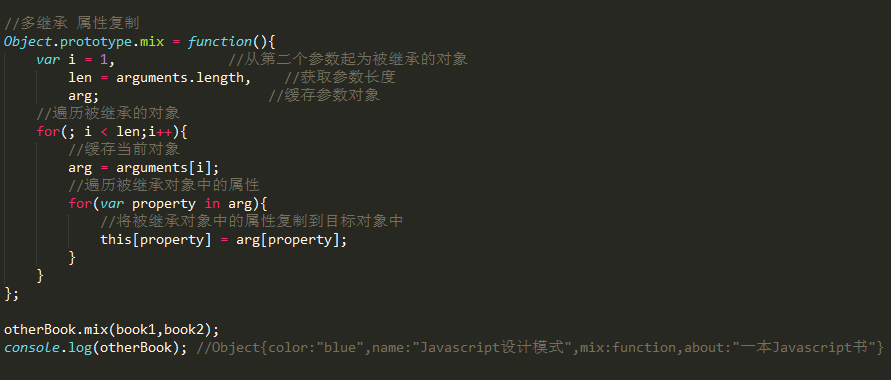 //多继承 属性复制
Object.prototype.mix = function(){
    var i = 1,              //从第二个参数起为被继承的对象
        len = arguments.length,    //获取参数长度
        arg;                     //缓存参数对象
    //遍历被继承的对象
    for(; i < len;i++){
        //缓存当前对象
        arg = arguments[i];
        //遍历被继承对象中的属性
        for(var property in arg){
            //将被继承对象中的属性复制到目标对象中
            this[property] = arg[property];
        }
    }
};
otherBook.mix(book1,book2);
console.log(otherBook); //Object{color:"blue",name:"Javascript设计模式",mix:function,about:"一本Javascript书"}